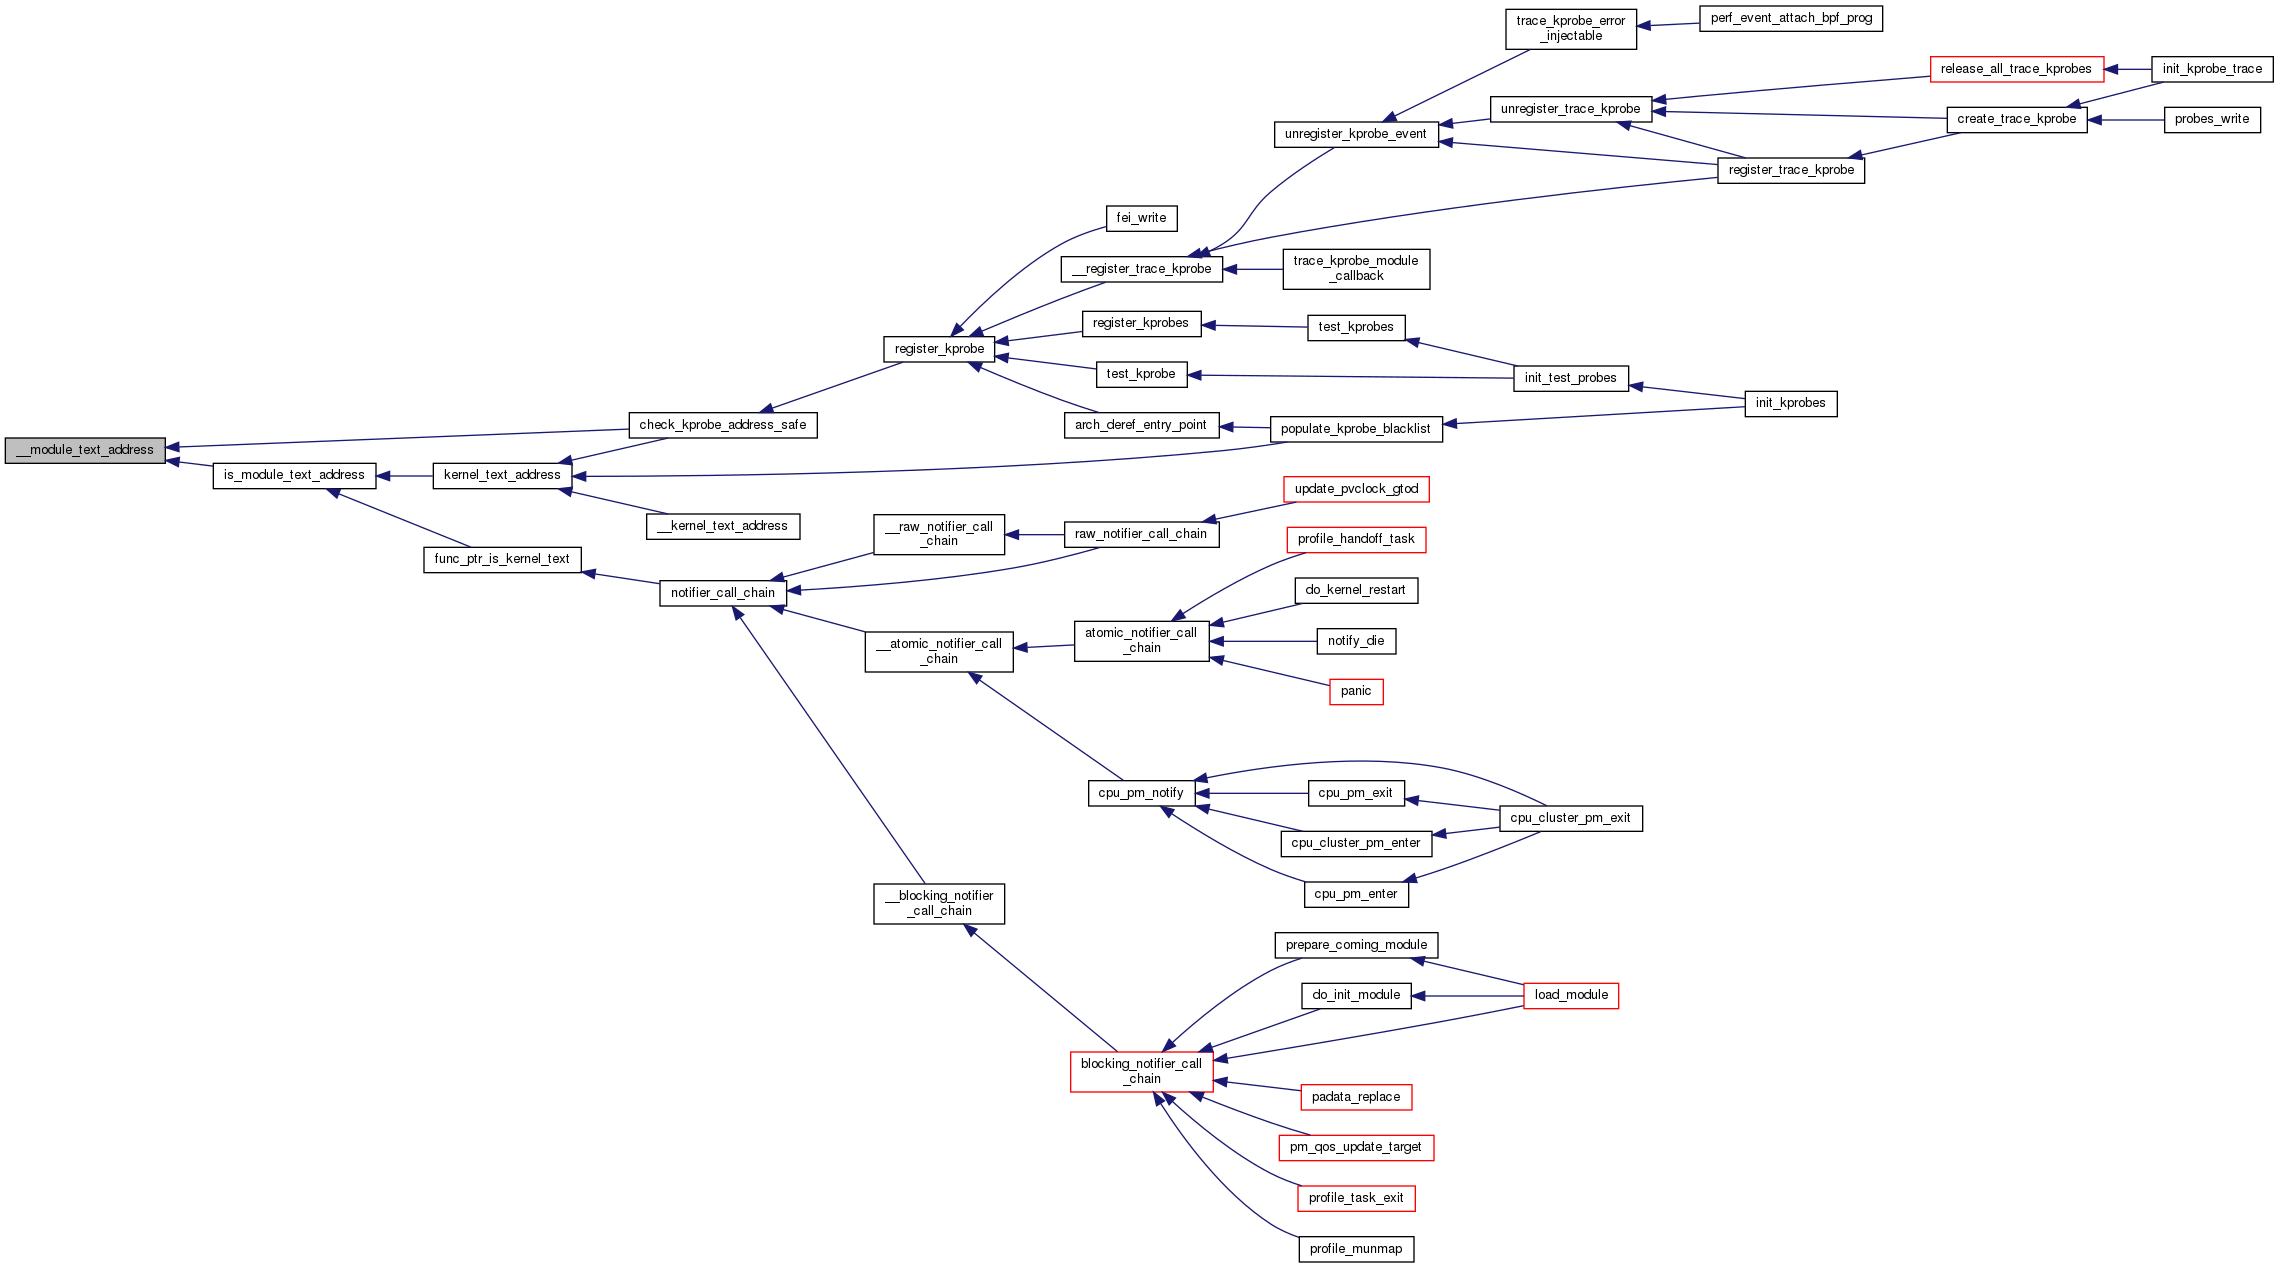 trace_kprobe_error
_injectable
perf_event_attach_bpf_prog
release_all_trace_kprobes
init_kprobe_trace
unregister_trace_kprobe
create_trace_kprobe
probes_write
unregister_kprobe_event
register_trace_kprobe
fei_write
__register_trace_kprobe
trace_kprobe_module
_callback
register_kprobes
test_kprobes
register_kprobe
test_kprobe
init_test_probes
init_kprobes
check_kprobe_address_safe
arch_deref_entry_point
populate_kprobe_blacklist
__module_text_address
is_module_text_address
kernel_text_address
update_pvclock_gtod
__kernel_text_address
__raw_notifier_call
_chain
raw_notifier_call_chain
profile_handoff_task
func_ptr_is_kernel_text
notifier_call_chain
do_kernel_restart
__atomic_notifier_call
_chain
atomic_notifier_call
_chain
notify_die
panic
cpu_pm_notify
cpu_pm_exit
cpu_cluster_pm_exit
cpu_cluster_pm_enter
cpu_pm_enter
__blocking_notifier
_call_chain
prepare_coming_module
do_init_module
load_module
blocking_notifier_call
_chain
padata_replace
pm_qos_update_target
profile_task_exit
profile_munmap